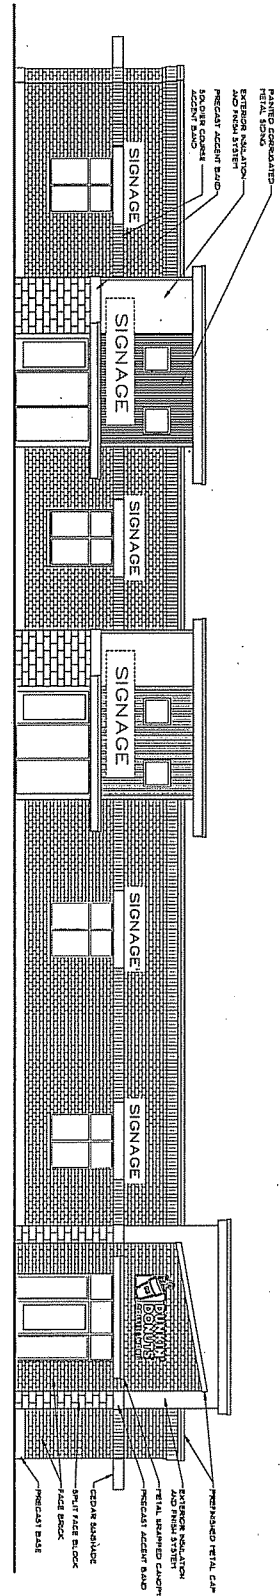 PAINTED CORRUGATED
METAL SIDING
EXTERIOR INSULATION
AND FINISH SYSTEM
PRECAST ACCENT BAND
SOLDIER COURSE
ACCENT BAND
SIGNAGE
SIGNAGE
SIGNAGE
SIGNAGE
SIGNAGE
SIGNAGE
DUNKIN'
DONUTS
PREFINISHED METAL CAP
EXTERIOR INSULATION
AND FINISH SYSTEM
METAL WRAPPED CANOPY
PRECAST ACCENT BAND
CEDAR SUNSHADE
SPLIT FACE BLOCK
FACE BRICK
PRECAST BASE